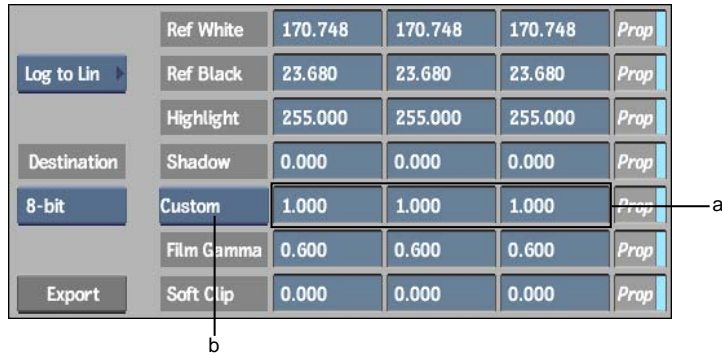 Ref White 170.748 170.748 170.748 Prop
Log to Lin Ref Black 23.680 23.680 23.680 Prop
Highlight 255.000 255.000 255.000 Prop
Destination Shadow 0.000 0.000 0.000 Prop
8-bit Custom 1.000 1.000 1.000 Prop a
Film Gamma 0.600 0.600 0.600 Prop
Export Soft Clip 0.000 0.000 0.000 Prop
b